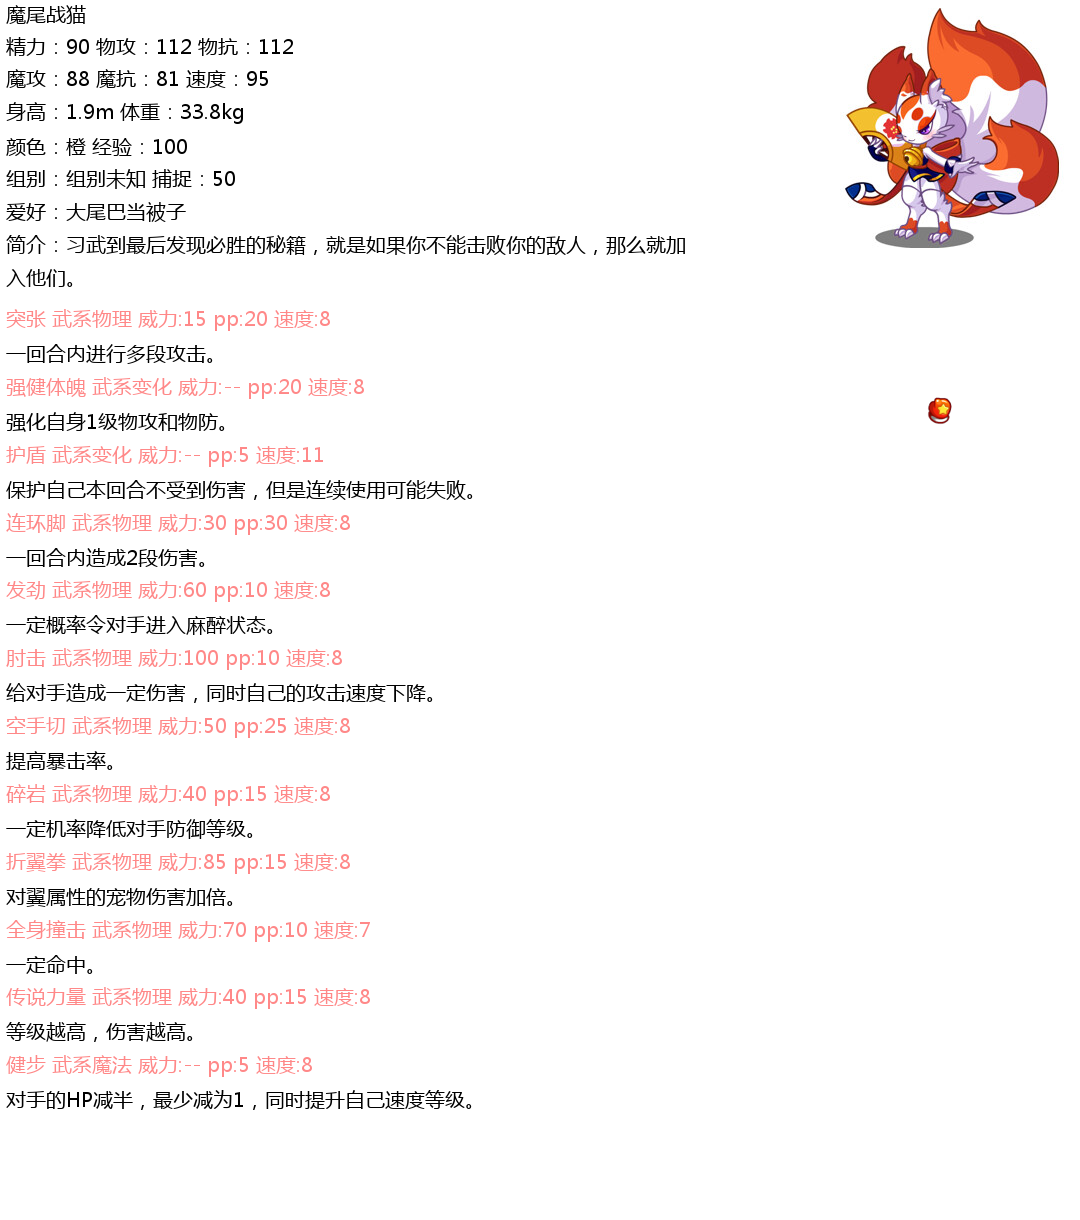 魔尾战猫
精力：90 物攻：112 物抗：112
魔攻：88 魔抗：81 速度：95
身高：1.9m 体重：33.8kg
颜色：橙 经验：100
组别：组别未知 捕捉：50
爱好：大尾巴当被子
简介：习武到最后发现必胜的秘籍，就是如果你不能击败你的敌人，那么就加
入他们。
突张 武系物理 威力:15 pp:20 速度:8
一回合内进行多段攻击。
强健体魄 武系变化 威力:-- pp:20 速度:8
强化自身1级物攻和物防。
护盾 武系变化 威力:-- pp:5 速度:11
保护自己本回合不受到伤害，但是连续使用可能失败。
连环脚 武系物理 威力:30 pp:30 速度:8
一回合内造成2段伤害。
发劲 武系物理 威力:60 pp:10 速度:8
一定概率令对手进入麻醉状态。
肘击 武系物理 威力:100 pp:10 速度:8
给对手造成一定伤害，同时自己的攻击速度下降。
空手切 武系物理 威力:50 pp:25 速度:8
提高暴击率。
碎岩 武系物理 威力:40 pp:15 速度:8
一定机率降低对手防御等级。
折翼拳 武系物理 威力:85 pp:15 速度:8
对翼属性的宠物伤害加倍。
全身撞击 武系物理 威力:70 pp:10 速度:7
一定命中。
传说力量 武系物理 威力:40 pp:15 速度:8
等级越高，伤害越高。
健步 武系魔法 威力:-- pp:5 速度:8
对手的HP减半，最少减为1，同时提升自己速度等级。